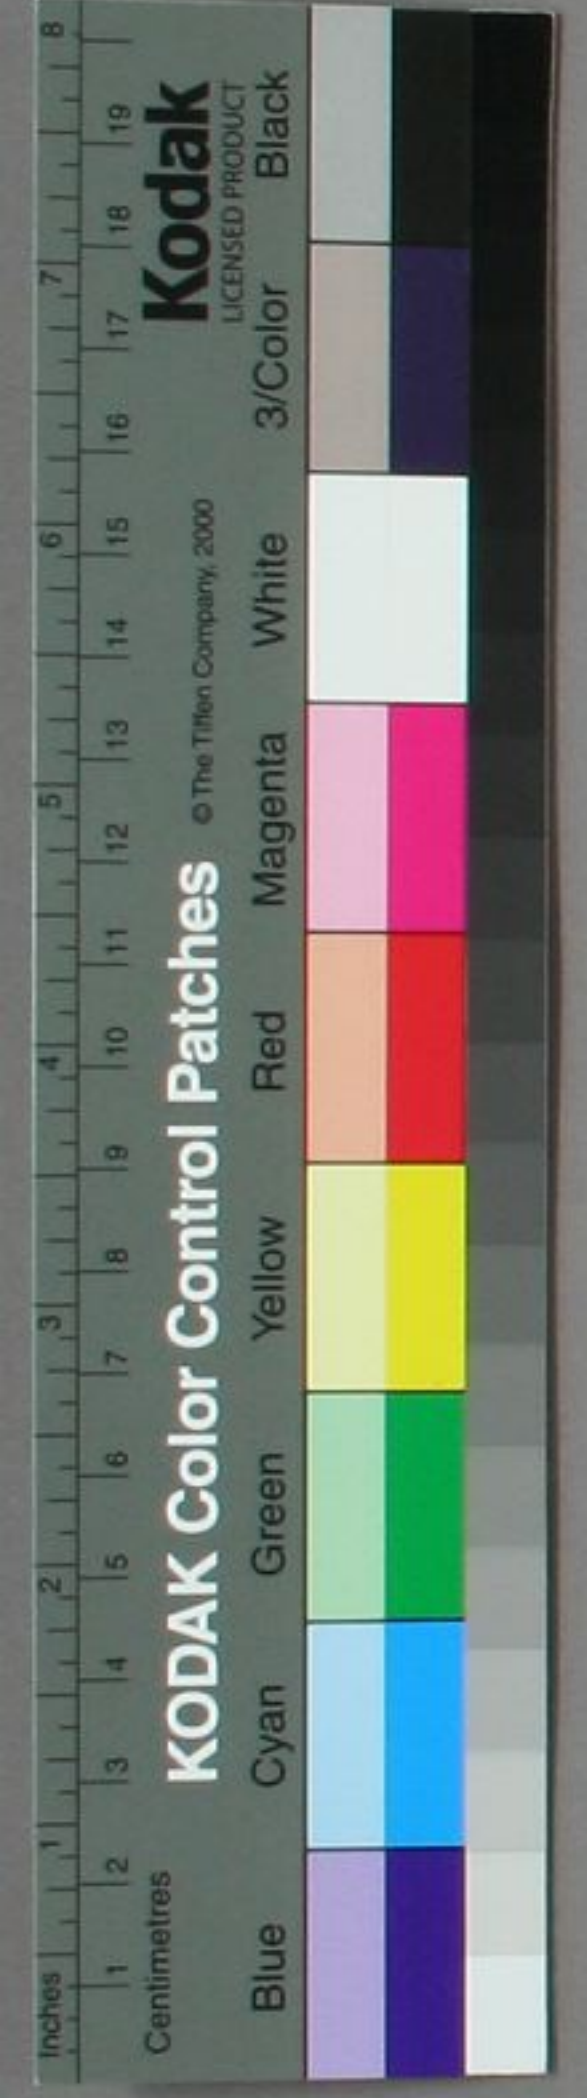 Inches 1 2 3 4 5 6 7 8
1 2 3 4 5 6 7 8 9 10 11 12 13 14 15 16 17 18 19
Centimetres
KODAK Color Control Patches © The Tiffen Company, 2000
Kodak
LICENSED PRODUCT
Blue Cyan Green Yellow Red Magenta White 3/Color Black